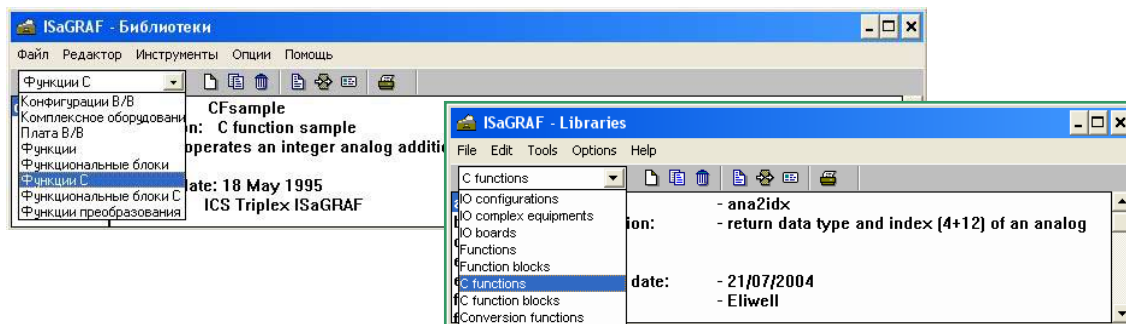 ISaGRAF - Библиотеки
Файл Редактор Инструменты Опции Помощь
Функции С
Конфигурации В/В
Комплексное оборудовани
Плата В/В
Функции
Функциональные блоки
Функции С
Функциональные блоки С
Функции преобразования
CFsample
n: C function sample
operates an integer analog additi
ate: 18 May 1995
ICS Triplex ISaGRAF
ISaGRAF - Libraries
File Edit Tools Options Help
C functions
IO configurations
IO complex equipments
IO boards
Functions
Function blocks
C functions
C function blocks
Conversion functions
- ana2idx
ion: - return data type and index (4+12) of an analog
date: - 21/07/2004
- Eliwell